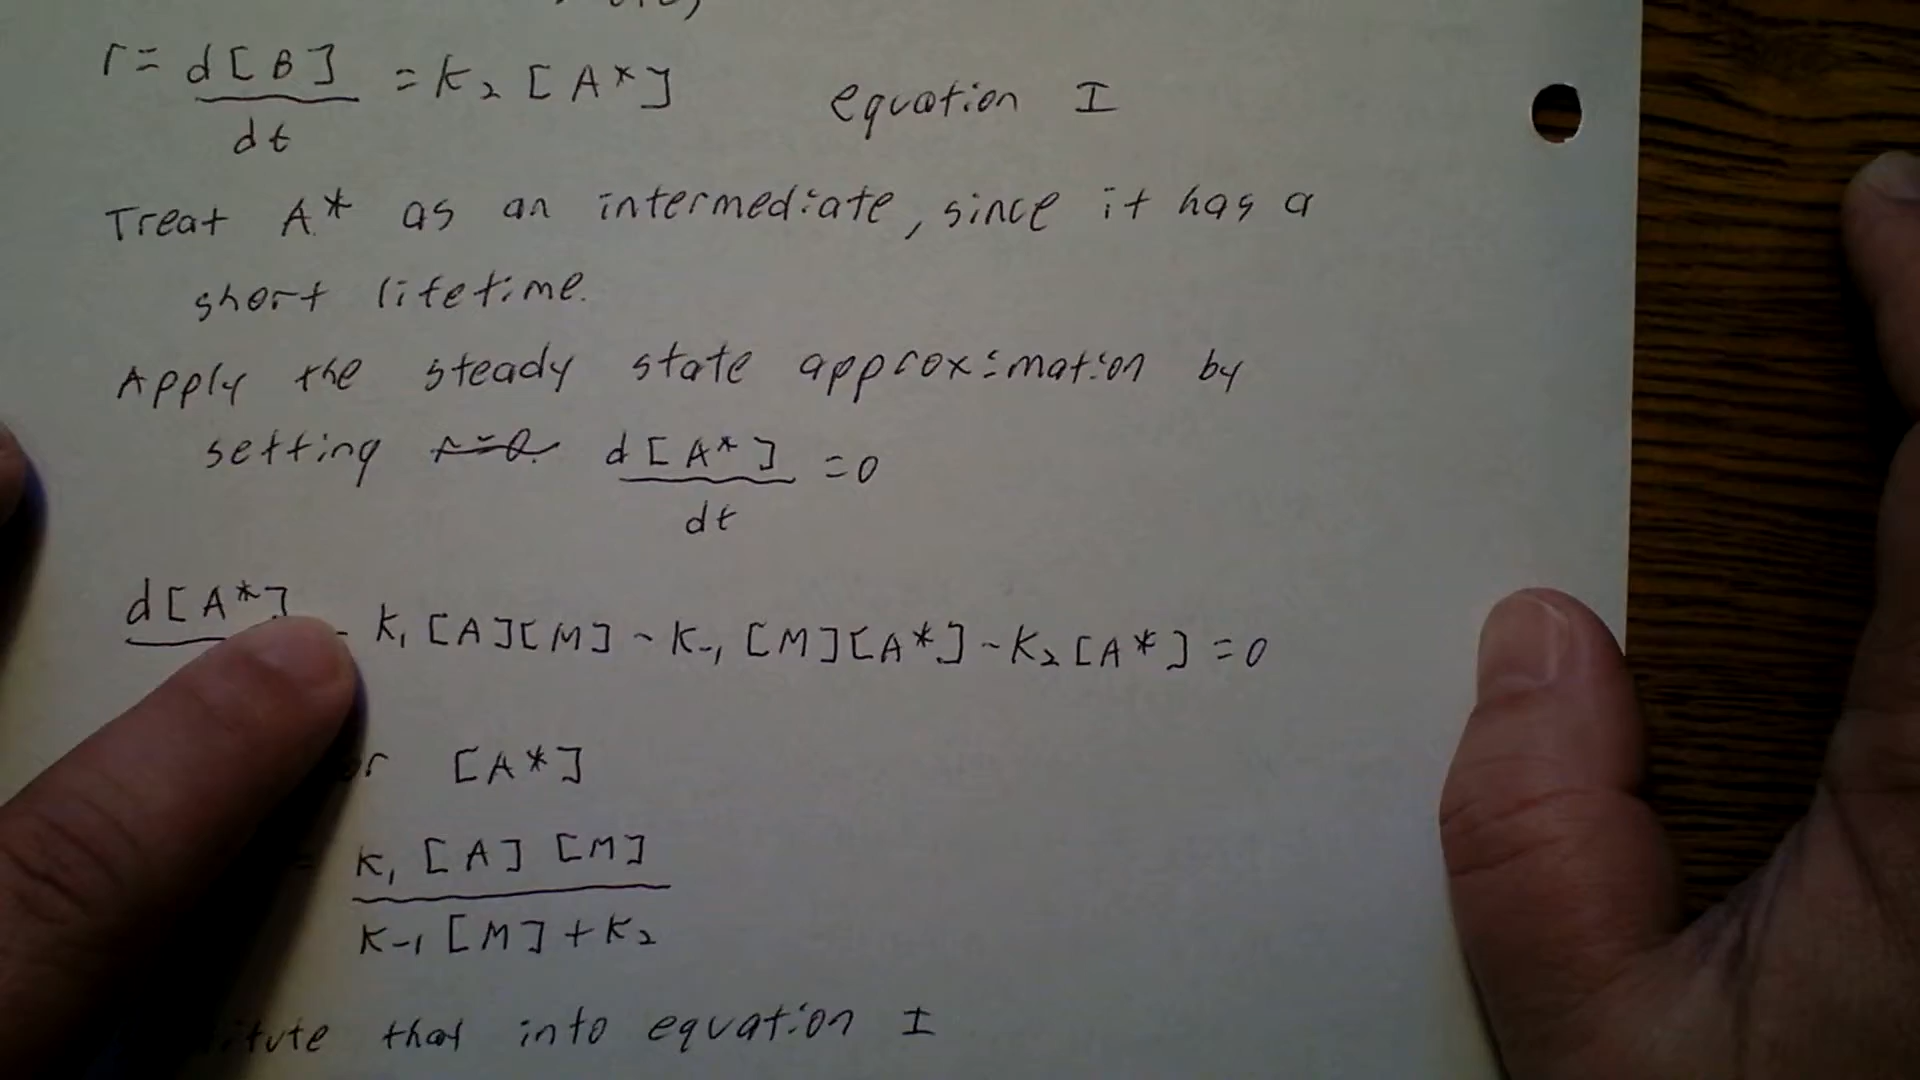 r = d[B] / dt = K₂ [A*] equation I
Treat A* as an intermediate, since it has a
short lifetime.
Apply the steady state approximation by
setting d[A*] / dt = 0
d[A*] K₁ [A][M] - K₋₁ [M][A*] - K₂ [A*] = 0
[A*]
K₁ [A] [M] / K₋₁ [M] + K₂
that into equation I